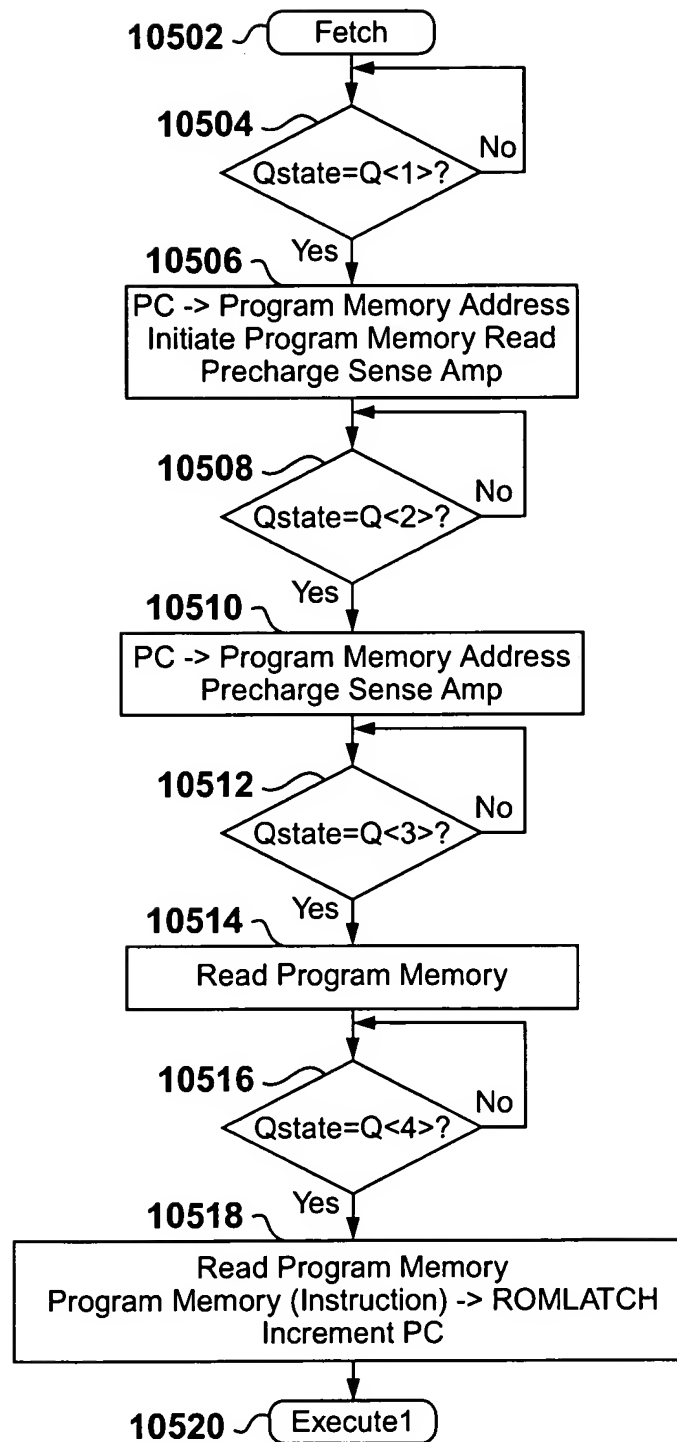 10502 Fetch
10504
Qstate=Q<1>?
No
Yes
10506
PC -> Program Memory Address
Initiate Program Memory Read
Precharge Sense Amp
10508
Qstate=Q<2>?
No
Yes
10510
PC -> Program Memory Address
Precharge Sense Amp
10512
Qstate=Q<3>?
No
Yes
10514
Read Program Memory
10516
Qstate=Q<4>?
No
Yes
10518
Read Program Memory
Program Memory (Instruction) -> ROMLATCH
Increment PC
10520 Execute1